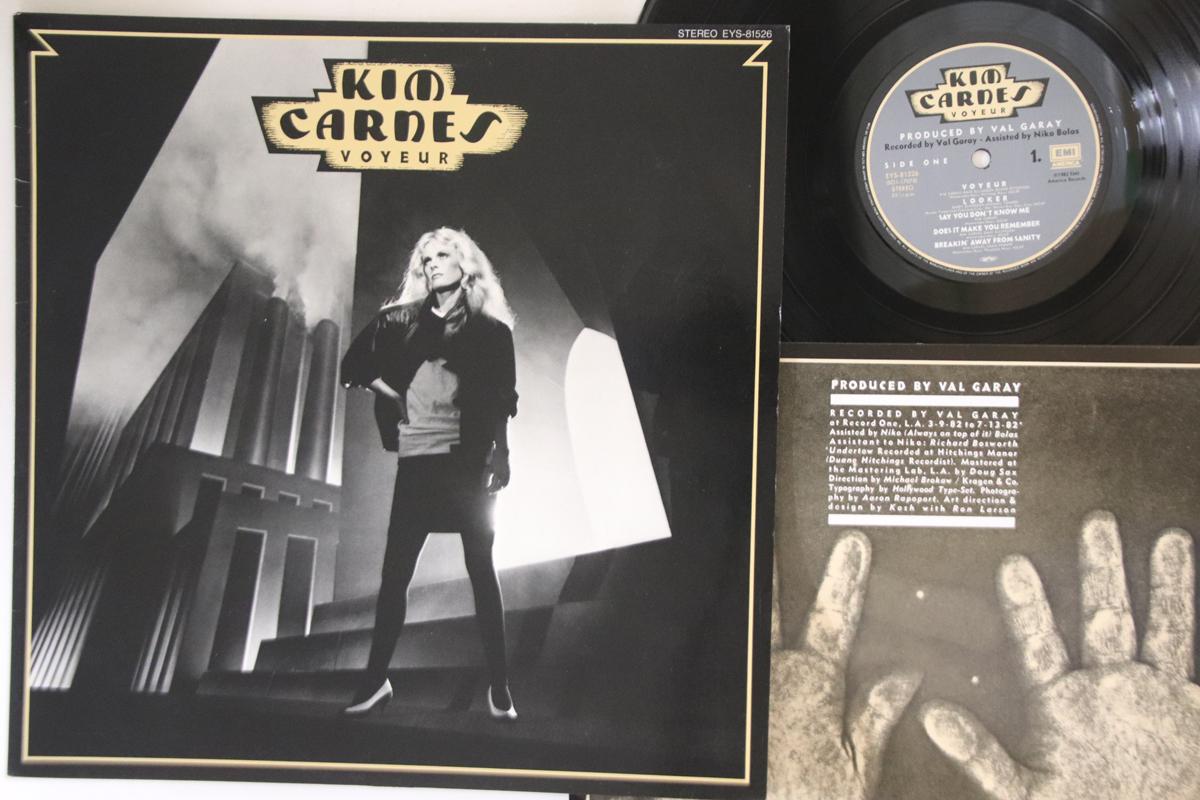 STEREO EYS-81526
KIM
CARNES
VOYEUR
KIM
CARNES
VOYEUR
PRODUCED BY VAL GARAY
Recorded by Val Garay - Assisted by Niko Bolas
SIDE ONE
1.
EMI
AMERICA
EYS-81526
STEREO
America Records
VOYEUR
LOOKER
SAY YOU DON'T KNOW ME
DOES IT MAKE YOU REMEMBER
BREAKIN' AWAY FROM SANITY
PRODUCED BY VAL GARAY
RECORDED BY VAL GARAY
at Record One, L.A. 3-9-82 to 7-13-82*
Assisted by Niko (Always on top of it) Bolas
Assistant to Niko: Richard Bosworth
*Undertow Recorded at Hitchings Manor
(Duane Hitchings Recordist). Mastered at
the Mastering Lab, L.A. by Doug Sax
Direction by Michael Brokaw / Kragen & Co.
Typography by Hollywood Type-Set. Photogra-
phy by Aaron Rapoport. Art direction &
design by Kosh with Ron Larson